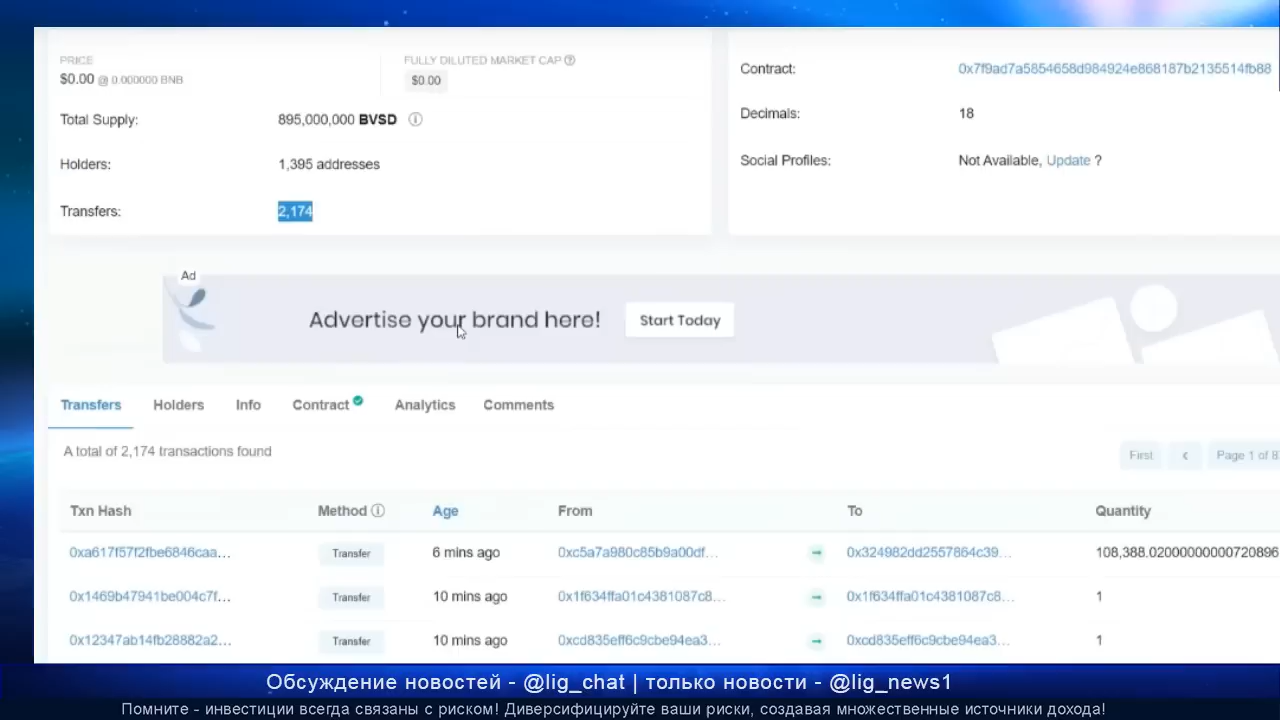 PRICE
$0.00 @ 0.000000 BNB
FULLY DILUTED MARKET CAP
$0.00
Total Supply: 895,000,000 BVSD
Holders: 1,395 addresses
Transfers: 2,174
Contract: 0x7f9ad7a5854658d984924e868187b2135514fb88
Decimals: 18
Social Profiles: Not Available, Update ?
Ad
Advertise your brand here! Start Today
Transfers Holders Info Contract Analytics Comments
A total of 2,174 transactions found
First ‹ Page 1 of 8
Txn Hash Method Age From To Quantity
0xa617f57f2fbe6846caa... Transfer 6 mins ago 0xc5a7a980c85b9a00df... 0x324982dd2557864c39... 108,388.02000000000720896
0x1469b47941be004c7f... Transfer 10 mins ago 0x1f634ffa01c4381087c8... 0x1f634ffa01c4381087c8... 1
0x12347ab14fb28882a2... Transfer 10 mins ago 0xcd835eff6c9cbe94ea3... 0xcd835eff6c9cbe94ea3... 1
Обсуждение новостей - @lig_chat | только новости - @lig_news1
Помните - инвестиции всегда связаны с риском! Диверсифицируйте ваши риски, создавая множественные источники дохода!